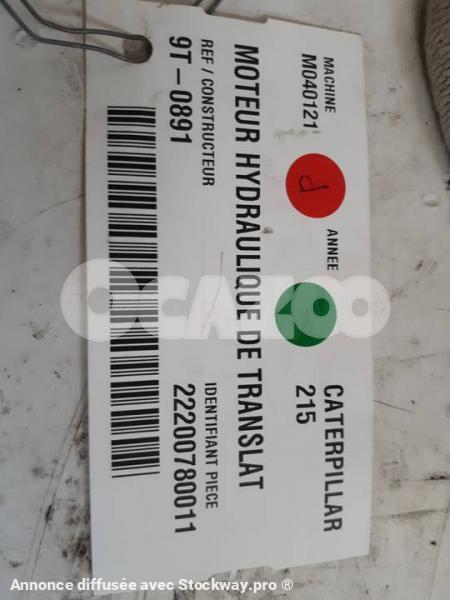 MACHINE
M040121
ANNEE
CATERPILLAR
215
d
MOTEUR HYDRAULIQUE DE TRANSLAT
REF / CONSTRUCTEUR
9T-0891
IDENTIFIANT PIECE
22200780011
OCALOO
Annonce diffusée avec Stockway.pro ®